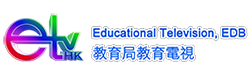 etv HK
Educational Television, EDB
教育局教育電視